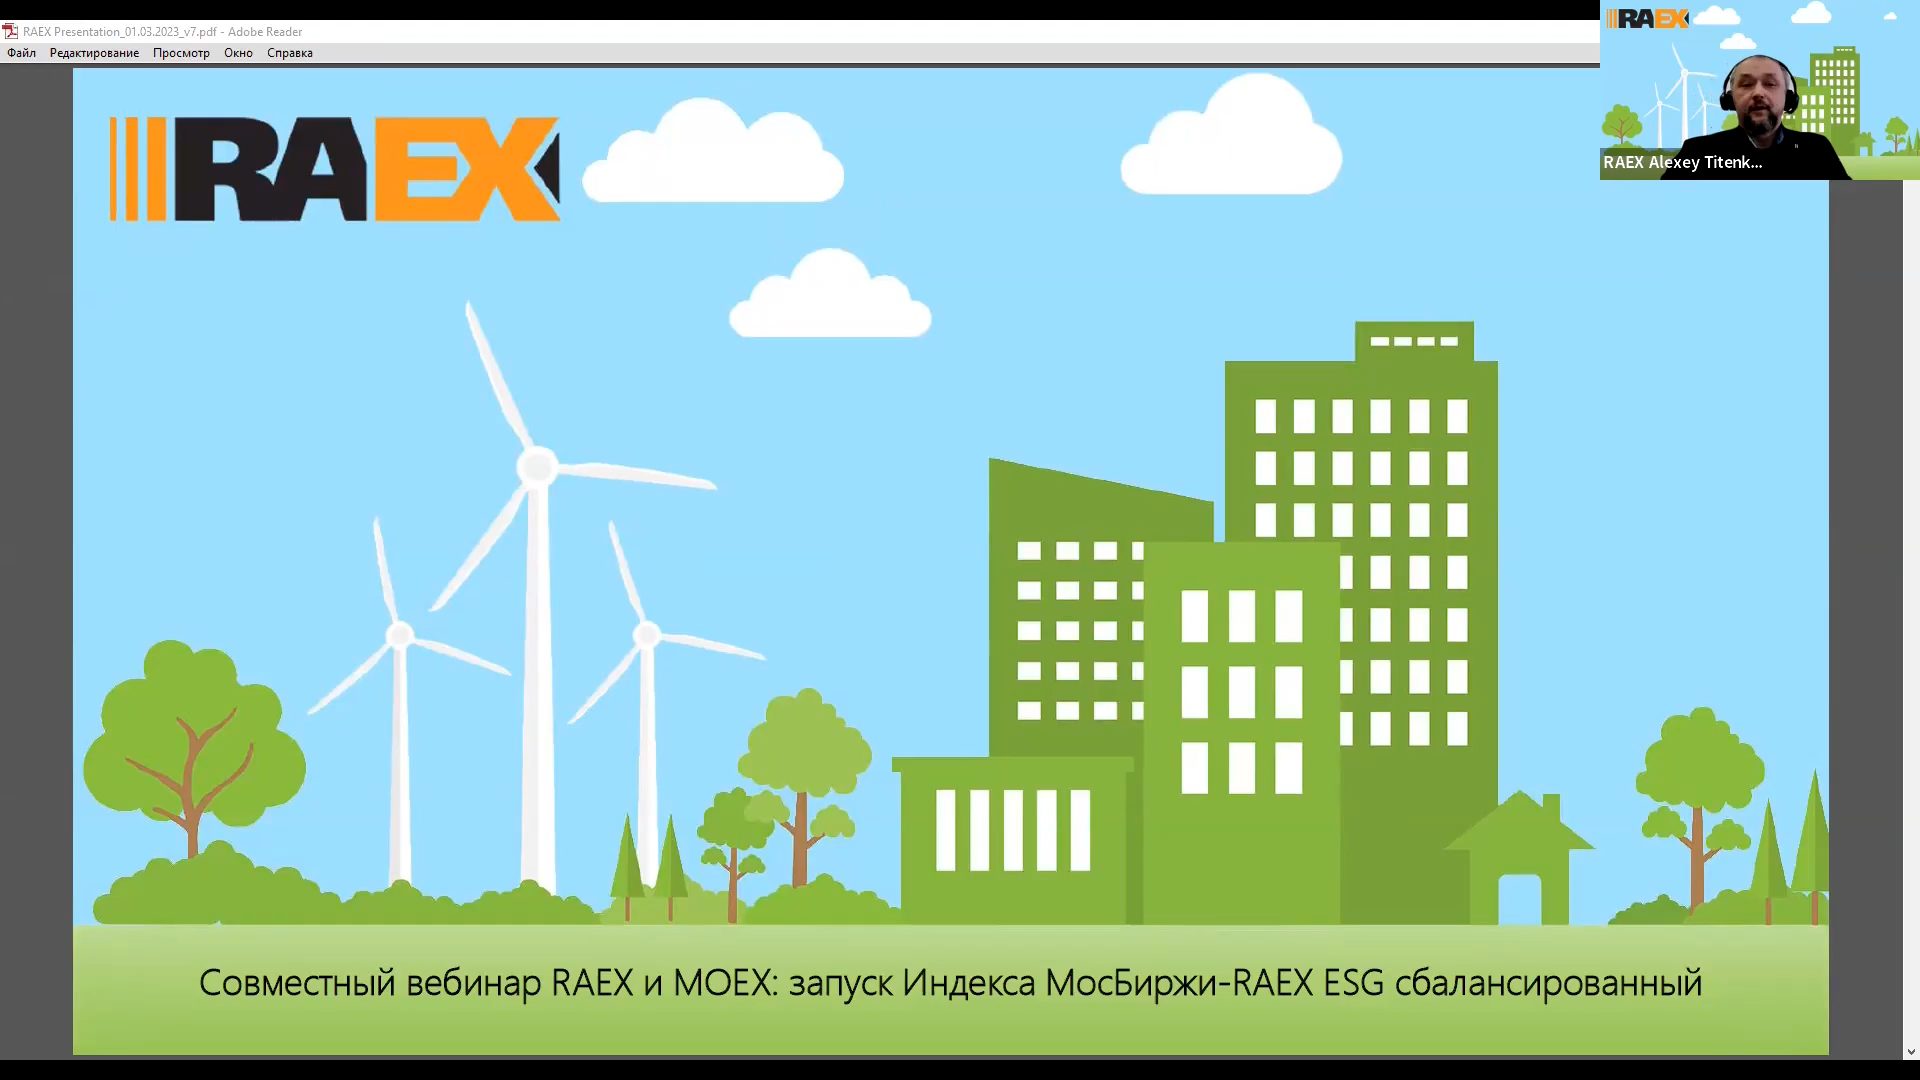 RAEX Presentation_01.03.2023_v7.pdf - Adobe Reader
Файл Редактирование Просмотр Окно Справка
RAEX
RAEX
RAEX Alexey Titenk...
Совместный вебинар RAEX и MOEX: запуск Индекса МосБиржи-RAEX ESG сбалансированный